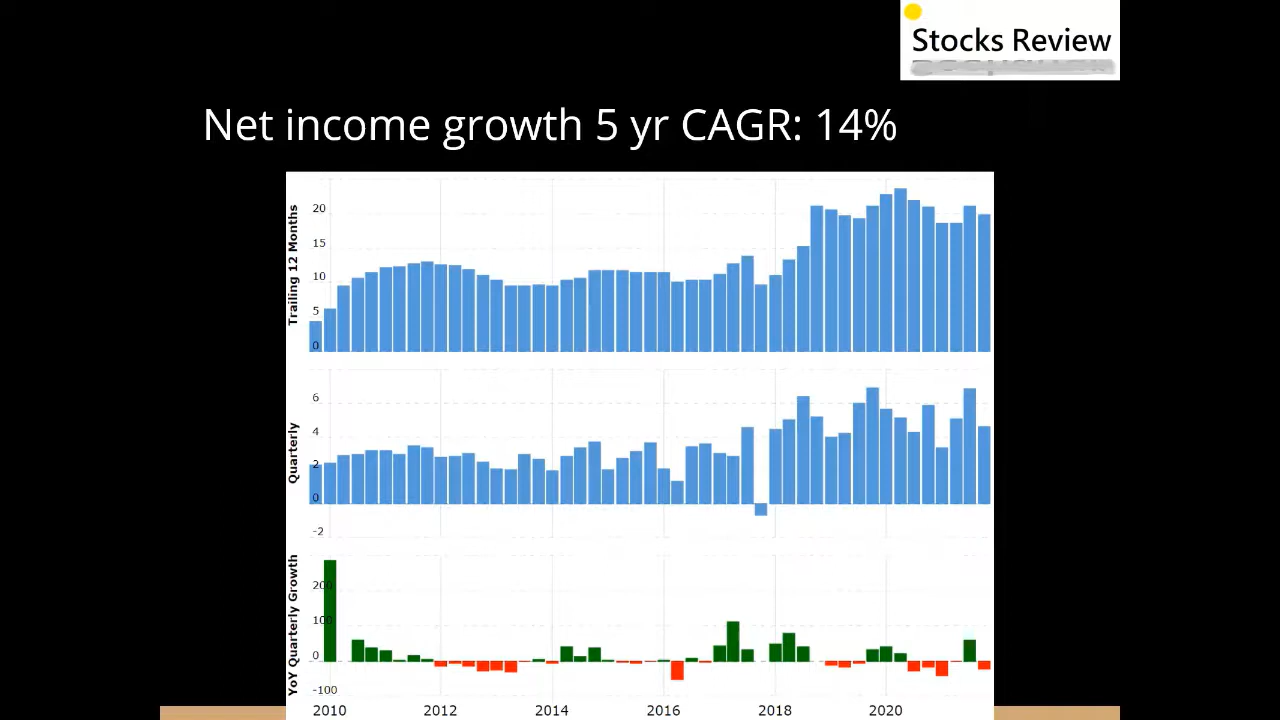 Stocks Review
Net income growth 5 yr CAGR: 14%
Trailing 12 Months
20
15
10
5
0
Quarterly
6
4
2
0
-2
YoY Quarterly Growth
200
100
0
-100
2010 2012 2014 2016 2018 2020